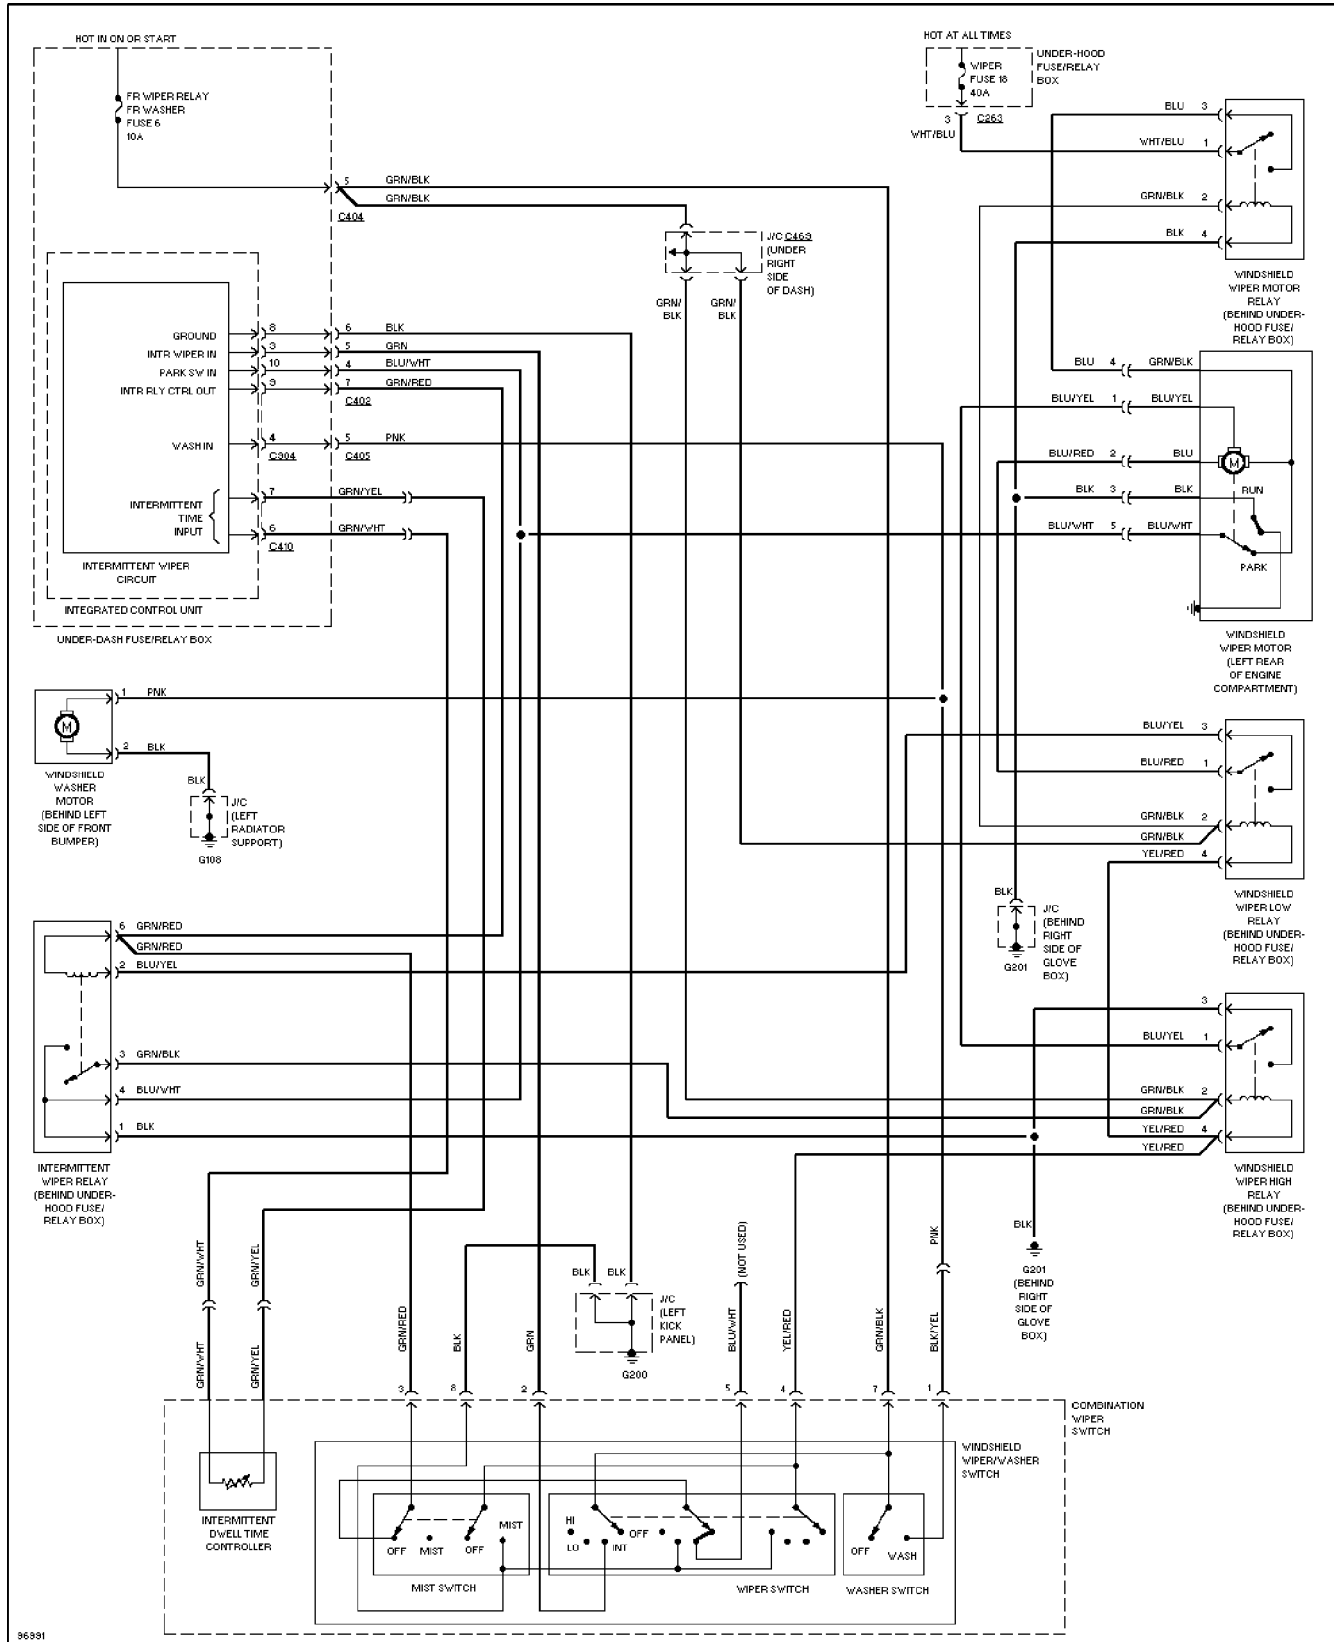 HOT IN ON OR START
HOT AT ALL TIMES
FR WIPER RELAY
FR WASHER
FUSE 6
10A
WIPER
FUSE 18
40A
UNDER-HOOD
FUSE/RELAY
BOX
3
C263
WHT/BLU
BLU 3
WHT/BLU 1
GRN/BLK 2
BLK 4
WINDSHIELD
WIPER MOTOR
RELAY
(BEHIND UNDER-
HOOD FUSE/
RELAY BOX)
5
GRN/BLK
GRN/BLK
C404
J/C C469
(UNDER
RIGHT
SIDE
OF DASH)
GRN/
BLK
GRN/
BLK
GROUND 8 6 BLK
INTR WIPER IN 3 5 GRN
PARK SW IN 10 4 BLU/WHT
INTR RLY CTRL OUT 9 7 GRN/RED
C402
WASH IN 4 5 PNK
C904 C405
INTERMITTENT
TIME
INPUT
7 GRN/YEL
6 GRN/WHT
C410
INTERMITTENT WIPER
CIRCUIT
INTEGRATED CONTROL UNIT
UNDER-DASH FUSE/RELAY BOX
BLU 4 GRN/BLK
BLU/YEL 1 BLU/YEL
BLU/RED 2 BLU
M
BLK 3 BLK
RUN
BLU/WHT 5 BLU/WHT
PARK
WINDSHIELD
WIPER MOTOR
(LEFT REAR
OF ENGINE
COMPARTMENT)
M
1 PNK
2 BLK
WINDSHIELD
WASHER
MOTOR
(BEHIND LEFT
SIDE OF FRONT
BUMPER)
BLK
J/C
(LEFT
RADIATOR
SUPPORT)
G108
BLU/YEL 3
BLU/RED 1
GRN/BLK 2
GRN/BLK
YEL/RED 4
WINDSHIELD
WIPER LOW
RELAY
(BEHIND UNDER-
HOOD FUSE/
RELAY BOX)
BLK
J/C
(BEHIND
RIGHT
SIDE OF
GLOVE
BOX)
G201
6 GRN/RED
GRN/RED
2 BLU/YEL
3 GRN/BLK
4 BLU/WHT
1 BLK
INTERMITTENT
WIPER RELAY
(BEHIND UNDER-
HOOD FUSE/
RELAY BOX)
3
BLU/YEL 1
GRN/BLK 2
GRN/BLK
YEL/RED 4
YEL/RED
WINDSHIELD
WIPER HIGH
RELAY
(BEHIND UNDER-
HOOD FUSE/
RELAY BOX)
BLK
G201
(BEHIND
RIGHT
SIDE OF
GLOVE
BOX)
GRN/WHT
GRN/YEL
GRN/WHT
GRN/YEL
GRN/RED
BLK
GRN
BLK BLK
J/C
(LEFT
KICK
PANEL)
G200
(NOT USED)
BLU/WHT
YEL/RED
GRN/BLK
PNK
BLK/YEL
3 8 2 5 4 7 1
COMBINATION
WIPER
SWITCH
WINDSHIELD
WIPER/WASHER
SWITCH
INTERMITTENT
DWELL TIME
CONTROLLER
OFF MIST OFF MIST
MIST SWITCH
HI
LO
INT
OFF
WIPER SWITCH
OFF WASH
WASHER SWITCH
96991